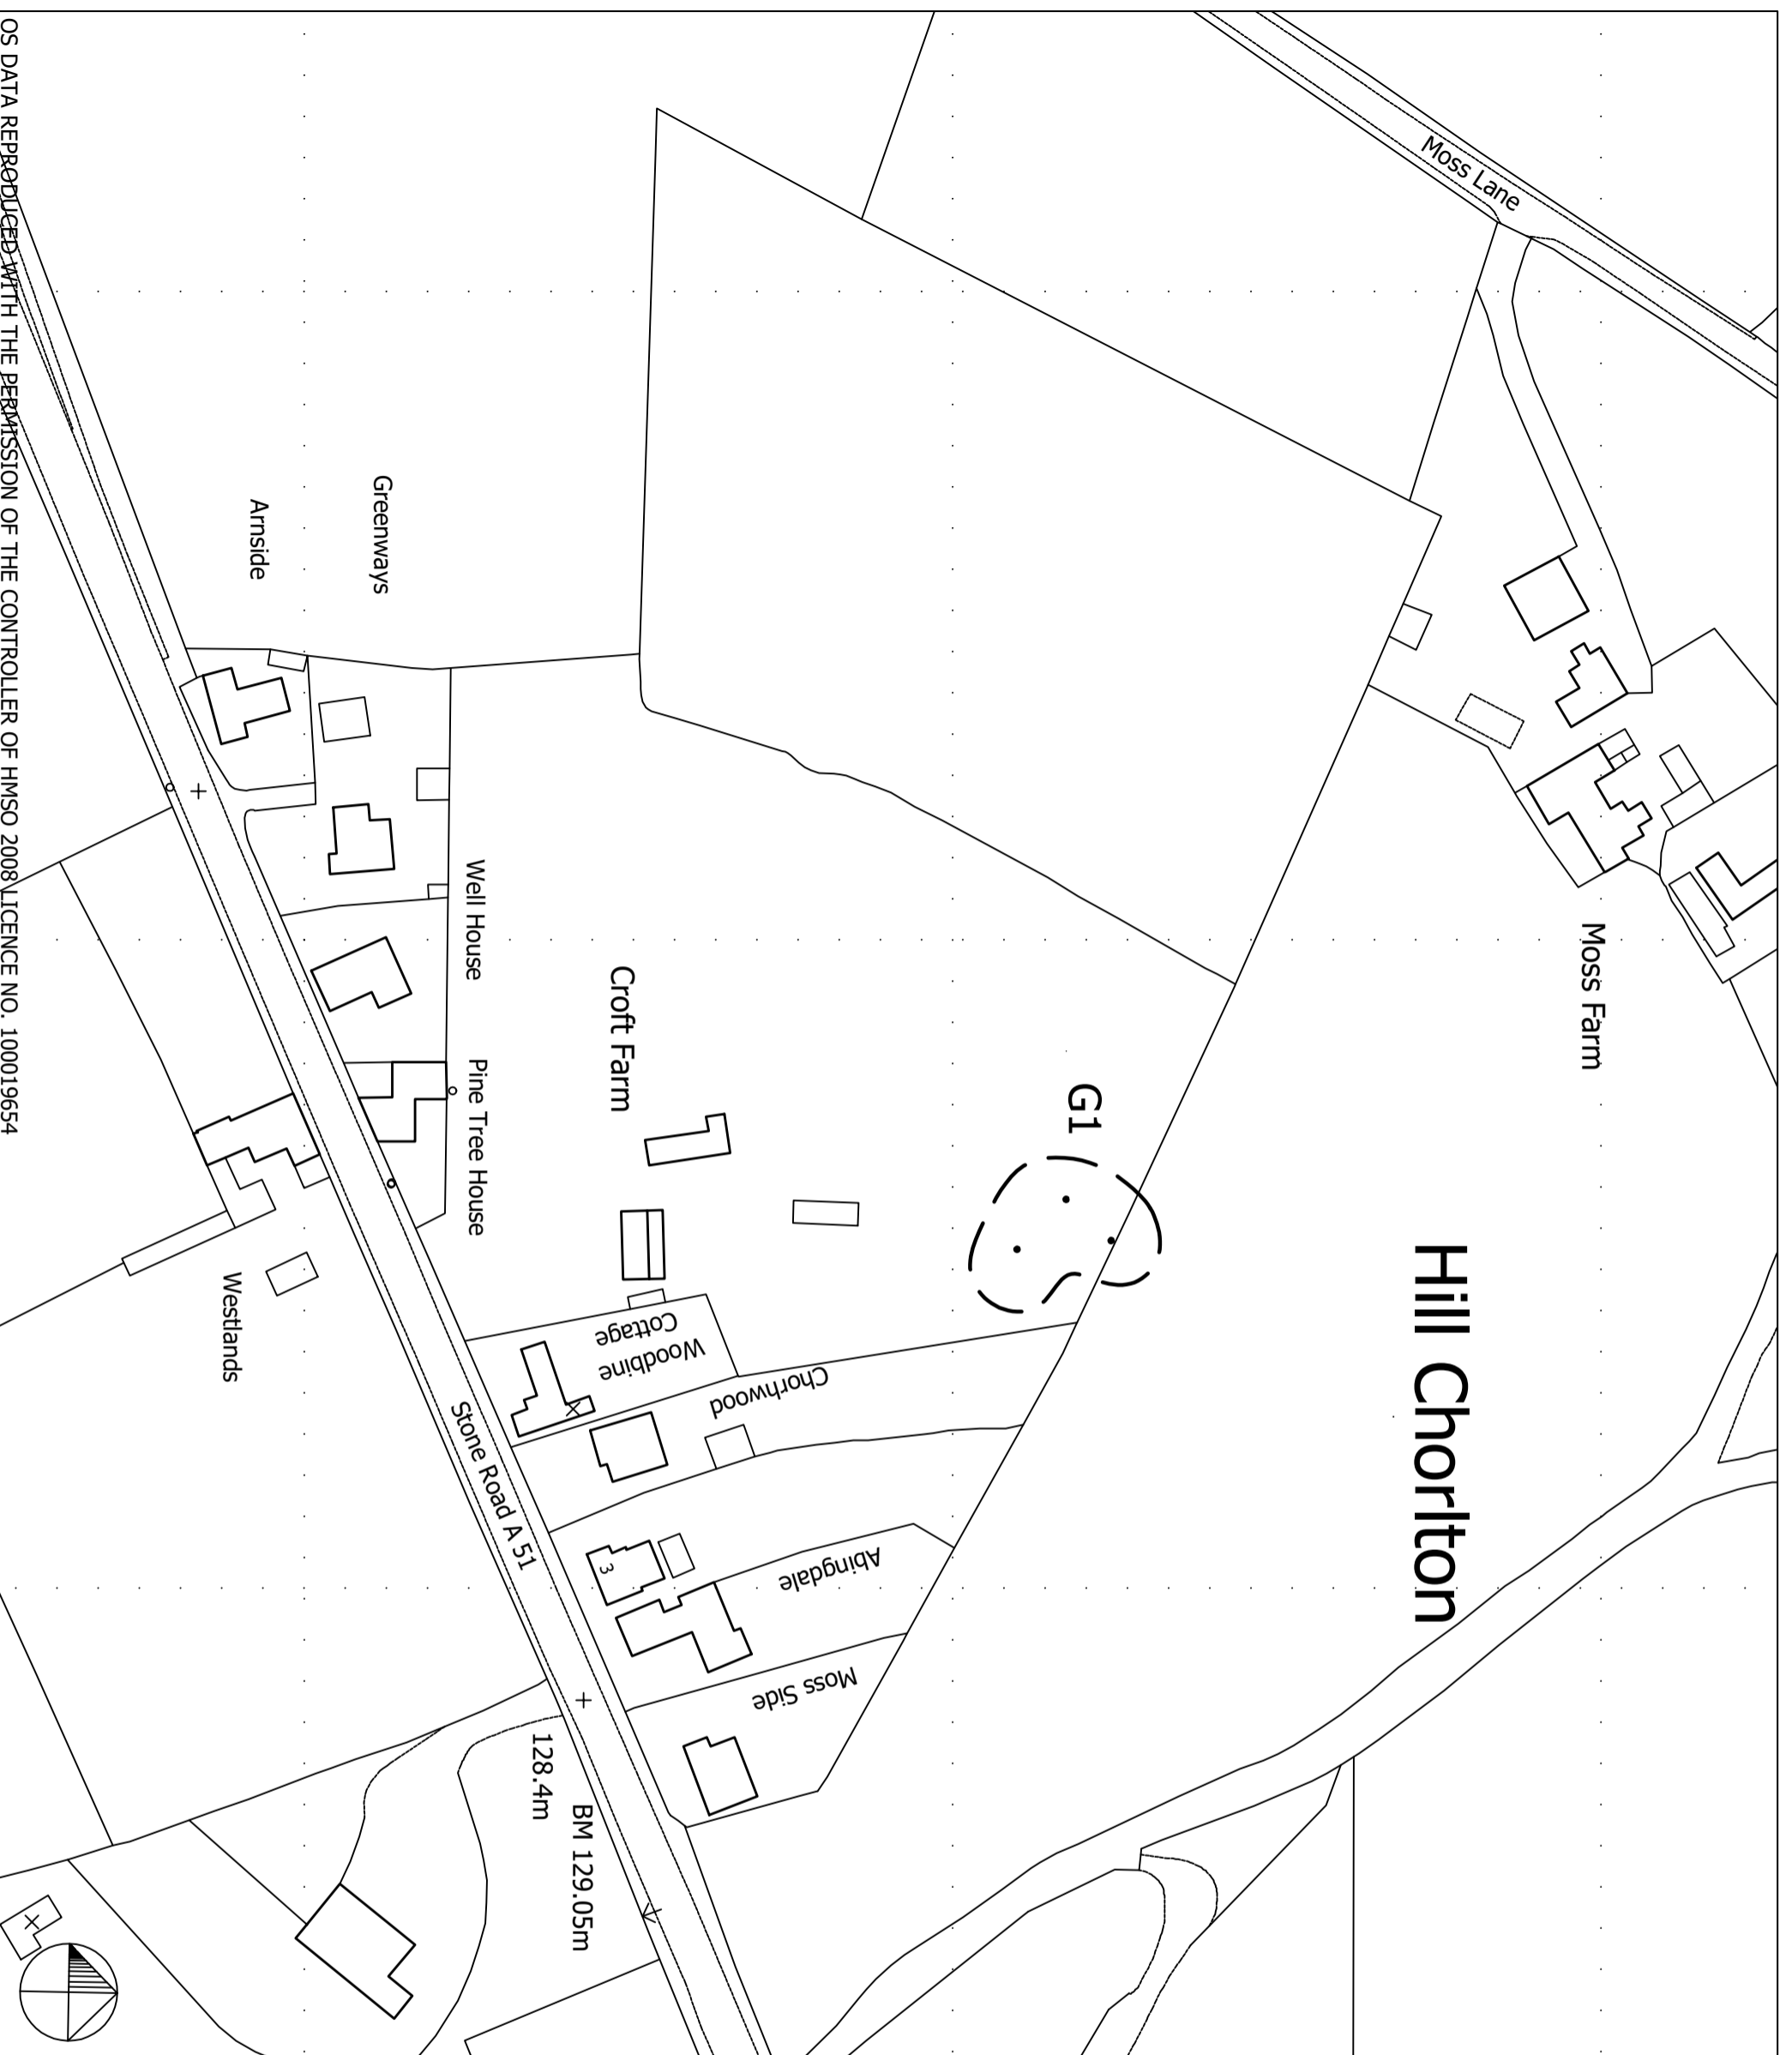 Moss Lane
Greenways
Arnside
Well House
Croft Farm
Pine Tree House
Moss Farm
G1
Hill Chorlton
Woodbine
Cottage
Chorhwood
Westlands
Stone Road A 51
3
Abingdale
Moss Side
128.4m
BM 129.05m
OS DATA REPRODUCED WITH THE PERMISSION OF THE CONTROLLER OF HMSO 2008 LICENCE NO. 100019654